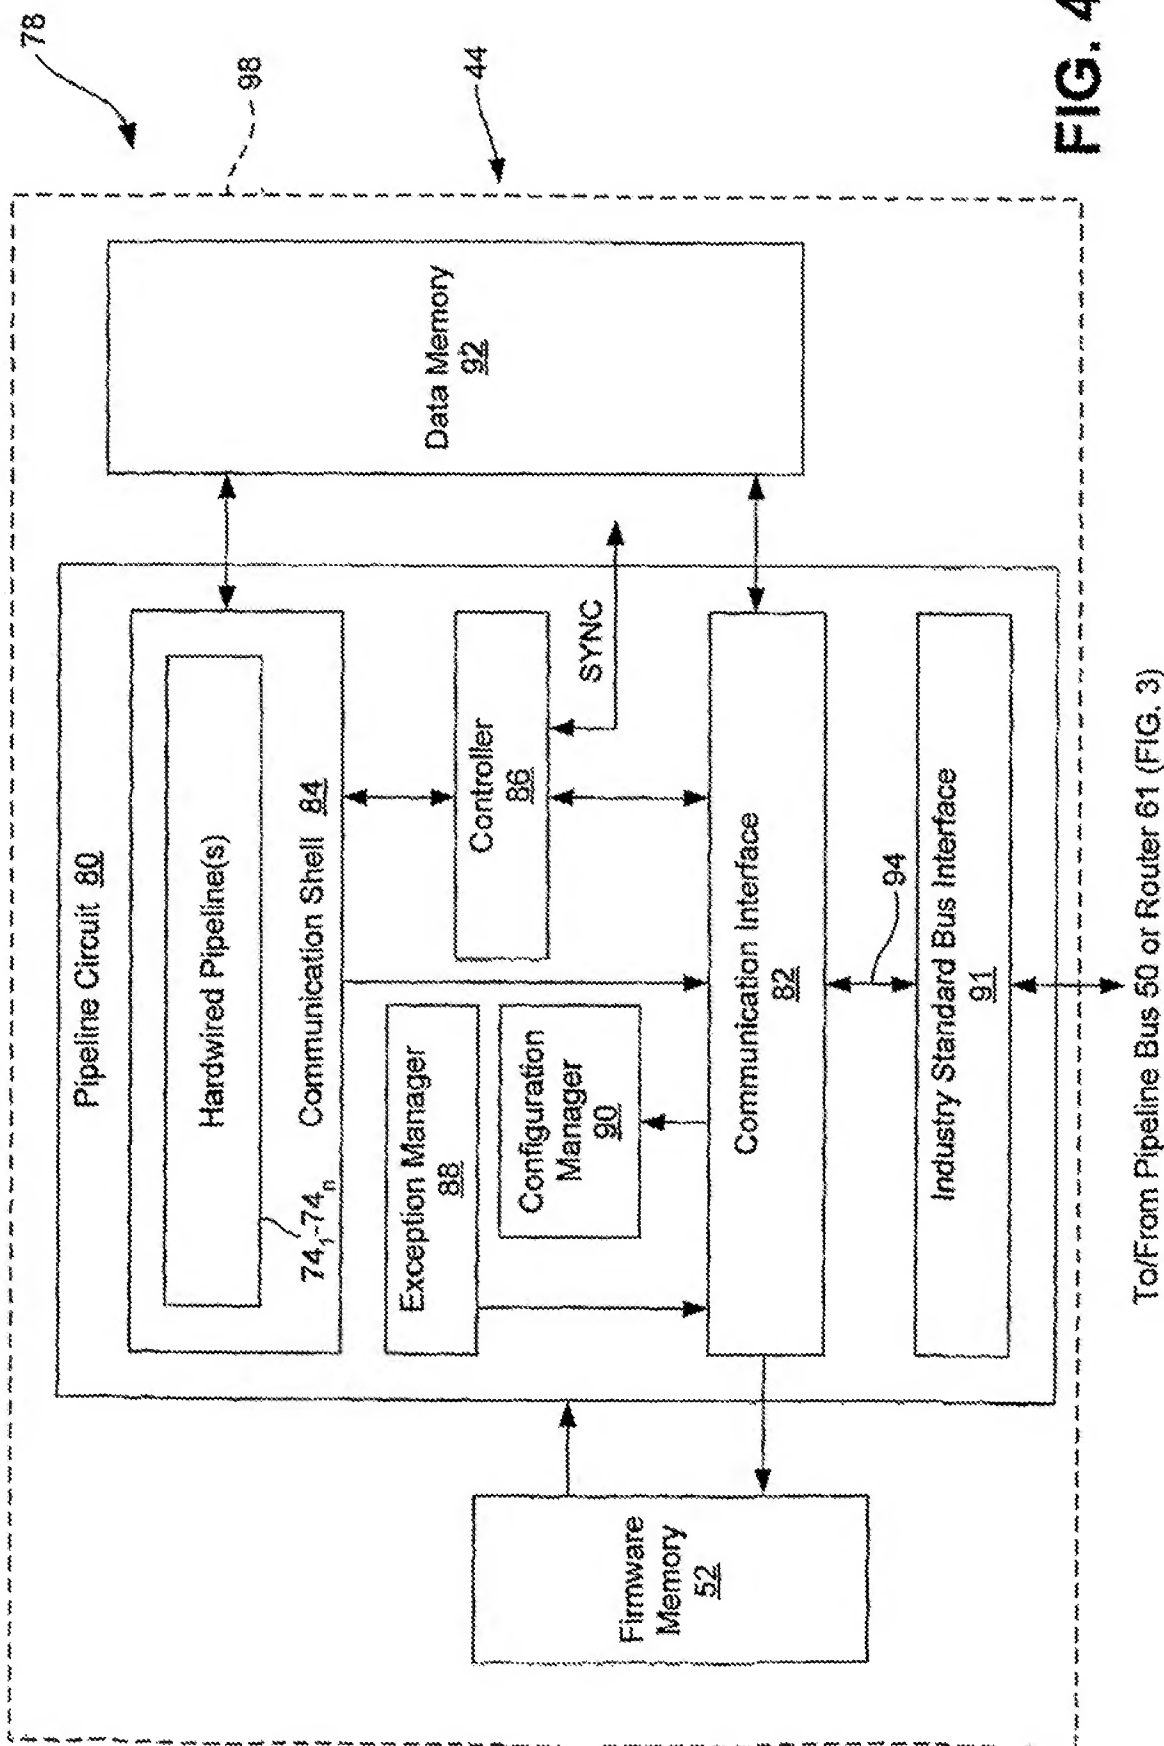 78
98
44
Pipeline Circuit 80
Hardwired Pipeline(s)
74₁-74ₙ
Communication Shell 84
Exception Manager
88
Configuration
Manager
90
Controller
86
SYNC
Data Memory
92
Firmware
Memory
52
Communication Interface
82
94
Industry Standard Bus Interface
91
To/From Pipeline Bus 50 or Router 61 (FIG. 3)
FIG. 4